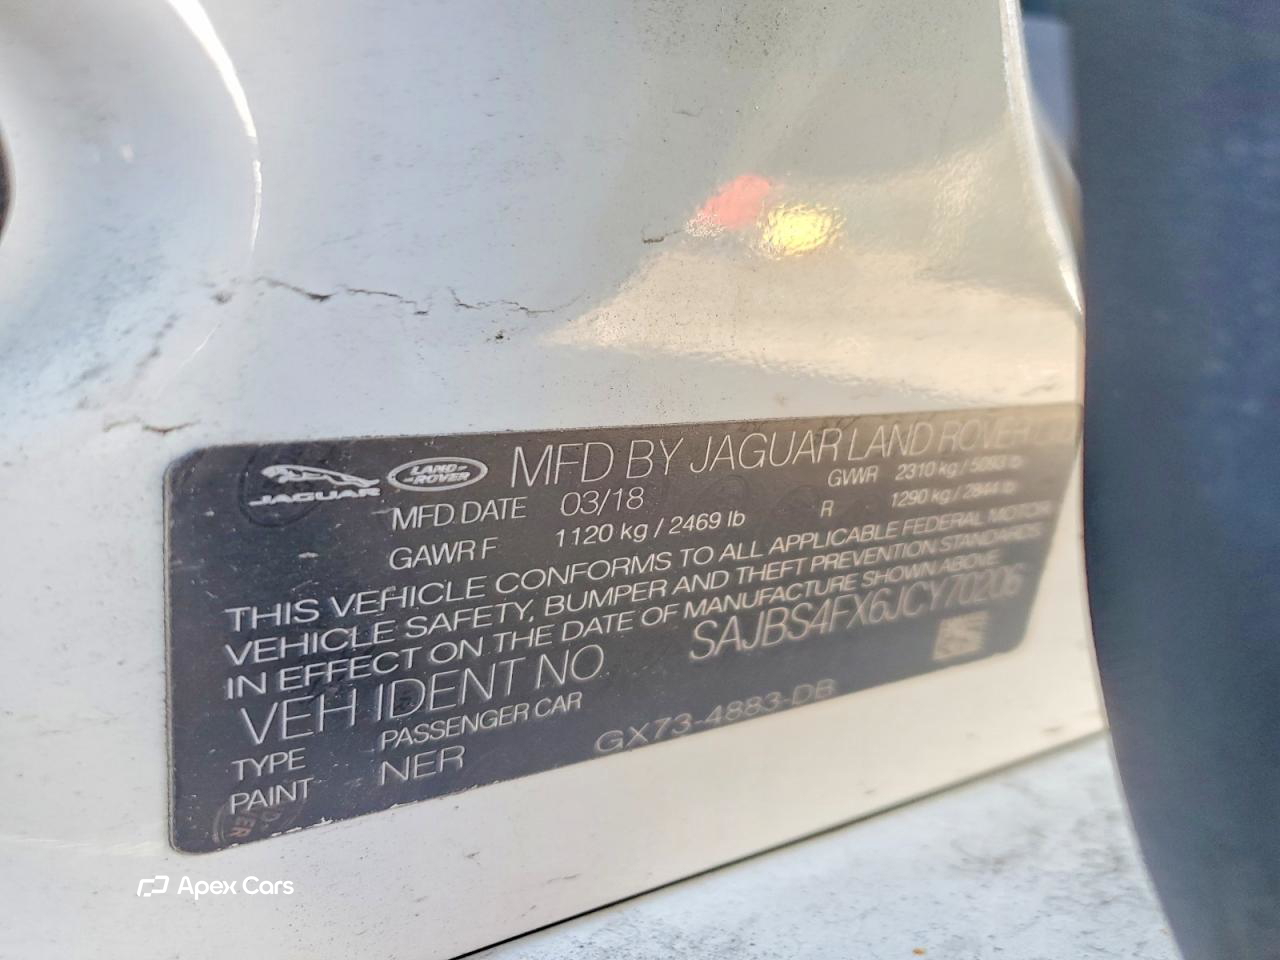 JAGUAR LAND ROVER MFD BY JAGUAR LAND ROVER
MFD DATE 03/18 GVWR 2310 kg / 5093 lb
GAWR F 1120 kg / 2469 lb R 1290 kg / 2844 lb
THIS VEHICLE CONFORMS TO ALL APPLICABLE FEDERAL MOTOR
VEHICLE SAFETY, BUMPER AND THEFT PREVENTION STANDARDS
IN EFFECT ON THE DATE OF MANUFACTURE SHOWN ABOVE
VEH IDENT NO SAJBS4FX6JCY70206
TYPE PASSENGER CAR
PAINT NER GX73-4883-DB
Apex Cars